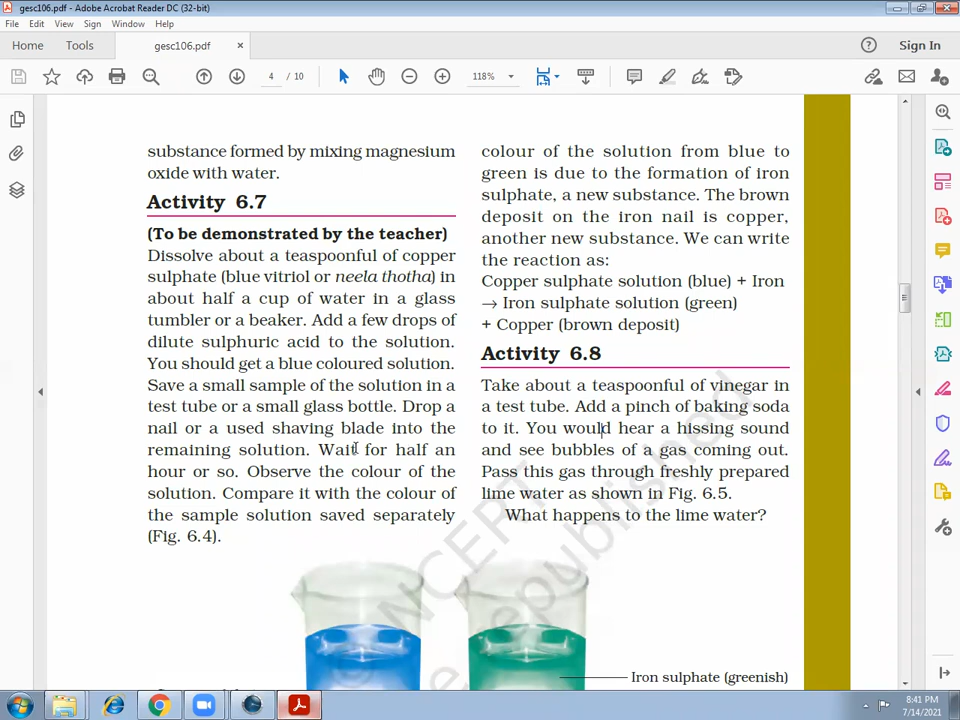 gesc106.pdf - Adobe Acrobat Reader DC (32-bit)
File Edit View Sign Window Help
Home Tools gesc106.pdf × Sign In
4 / 10 118%
substance formed by mixing magnesium
oxide with water.
Activity 6.7
(To be demonstrated by the teacher)
Dissolve about a teaspoonful of copper
sulphate (blue vitriol or neela thotha) in
about half a cup of water in a glass
tumbler or a beaker. Add a few drops of
dilute sulphuric acid to the solution.
You should get a blue coloured solution.
Save a small sample of the solution in a
test tube or a small glass bottle. Drop a
nail or a used shaving blade into the
remaining solution. Wait for half an
hour or so. Observe the colour of the
solution. Compare it with the colour of
the sample solution saved separately
(Fig. 6.4).
colour of the solution from blue to
green is due to the formation of iron
sulphate, a new substance. The brown
deposit on the iron nail is copper,
another new substance. We can write
the reaction as:
Copper sulphate solution (blue) + Iron
→ Iron sulphate solution (green)
+ Copper (brown deposit)
Activity 6.8
Take about a teaspoonful of vinegar in
a test tube. Add a pinch of baking soda
to it. You would hear a hissing sound
and see bubbles of a gas coming out.
Pass this gas through freshly prepared
lime water as shown in Fig. 6.5.
What happens to the lime water?
Iron sulphate (greenish)
© NCERT
republished
8:41 PM
7/14/2021